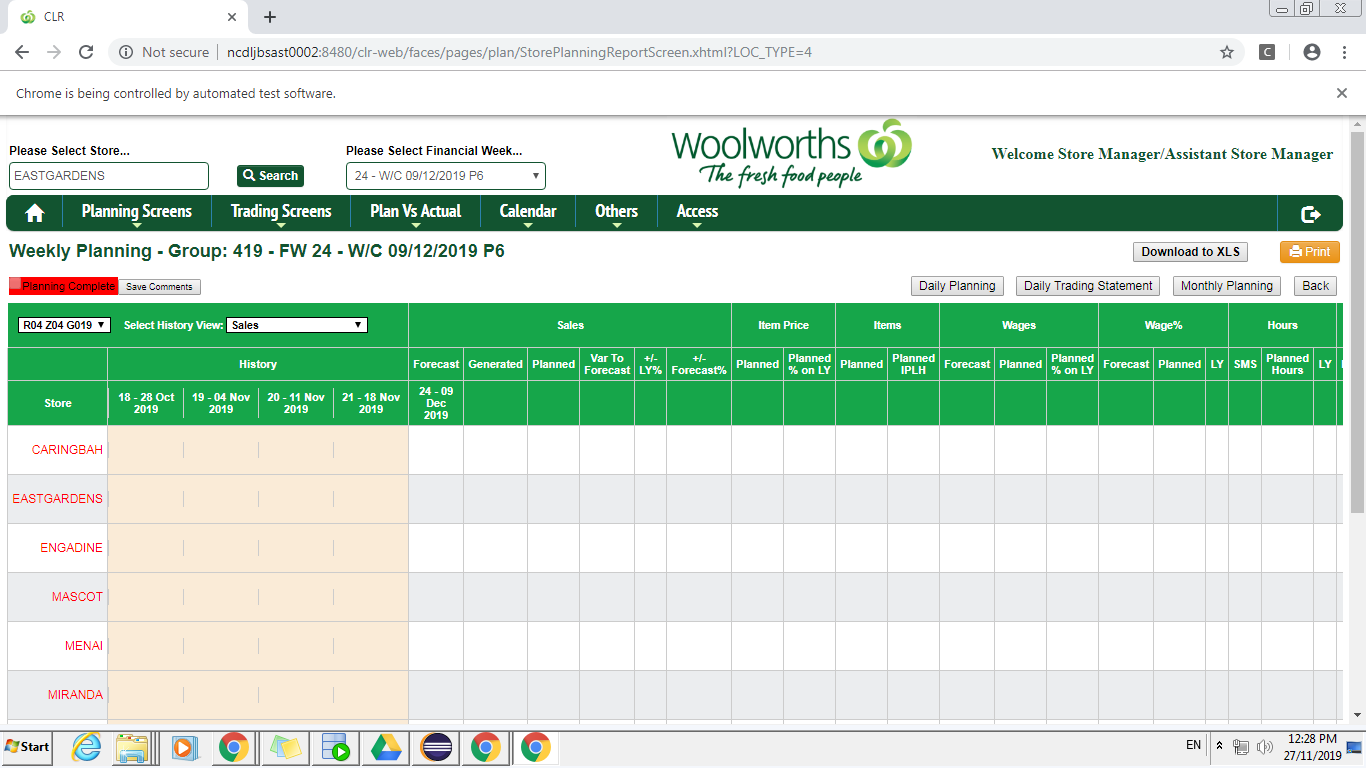 CLR
Not secure
ncdljbsast0002:8480/clr-web/faces/pages/plan/StorePlanningReportScreen.xhtml?LOC_TYPE=4
C
Chrome is being controlled by automated test software.
Please Select Store...
Please Select Financial Week...
EASTGARDENS
Search
24 - W/C 09/12/2019 P6
Woolworths
The fresh food people
Welcome Store Manager/Assistant Store Manager
Planning Screens
Trading Screens
Plan Vs Actual
Calendar
Others
Access
Weekly Planning - Group: 419 - FW 24 - W/C 09/12/2019 P6
Download to XLS
Print
Planning Complete
Save Comments
Daily Planning
Daily Trading Statement
Monthly Planning
Back
R04 Z04 G019
Select History View:
Sales
Sales
Item Price
Items
Wages
Wage%
Hours
History
Forecast
Generated
Planned
Var To
Forecast
+/-
LY%
+/-
Forecast%
Planned
Planned
% on LY
Planned
Planned
IPLH
Forecast
Planned
Planned
% on LY
Forecast
Planned
LY
SMS
Planned
Hours
LY
Store
18 - 28 Oct
2019
19 - 04 Nov
2019
20 - 11 Nov
2019
21 - 18 Nov
2019
24 - 09
Dec
2019
CARINGBAH
EASTGARDENS
ENGADINE
MASCOT
MENAI
MIRANDA
Start
EN
12:28 PM
27/11/2019